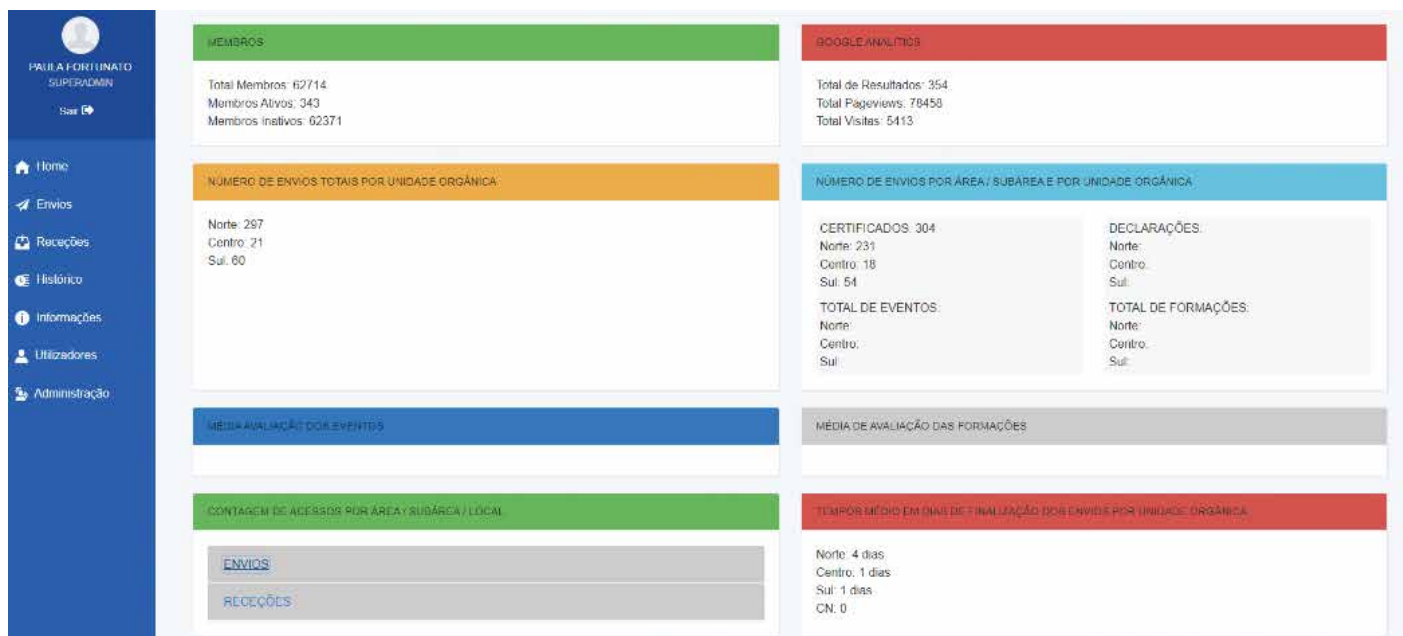 PAULA FORTUNATO
SUPERADMIN
Sair
Home
Envios
Receções
Histórico
Informações
Utilizadores
Administração
MEMBROS
Total Membros: 62714
Membros Ativos: 343
Membros Inativos: 62371
GOOGLE ANALITICS
Total de Resultados: 354
Total Pageviews: 78458
Total Visitas: 5413
NÚMERO DE ENVIOS TOTAIS POR UNIDADE ORGÂNICA
Norte: 297
Centro: 21
Sul: 60
NÚMERO DE ENVIOS POR ÁREA / SUBÁREA E POR UNIDADE ORGÂNICA
CERTIFICADOS: 304
Norte: 231
Centro: 18
Sul: 54
DECLARAÇÕES:
Norte:
Centro:
Sul:
TOTAL DE EVENTOS:
Norte:
Centro:
Sul:
TOTAL DE FORMAÇÕES:
Norte:
Centro:
Sul:
MÉDIA AVALIAÇÃO DOS EVENTOS
MÉDIA DE AVALIAÇÃO DAS FORMAÇÕES
CONTAGEM DE ACESSOS POR ÁREA / SUBÁREA / LOCAL
ENVIOS
RECEÇÕES
TEMPOS MÉDIO EM DIAS DE FINALIZAÇÃO DOS ENVIOS POR UNIDADE ORGÂNICA
Norte: 4 dias
Centro: 1 dias
Sul: 1 dias
CN: 0